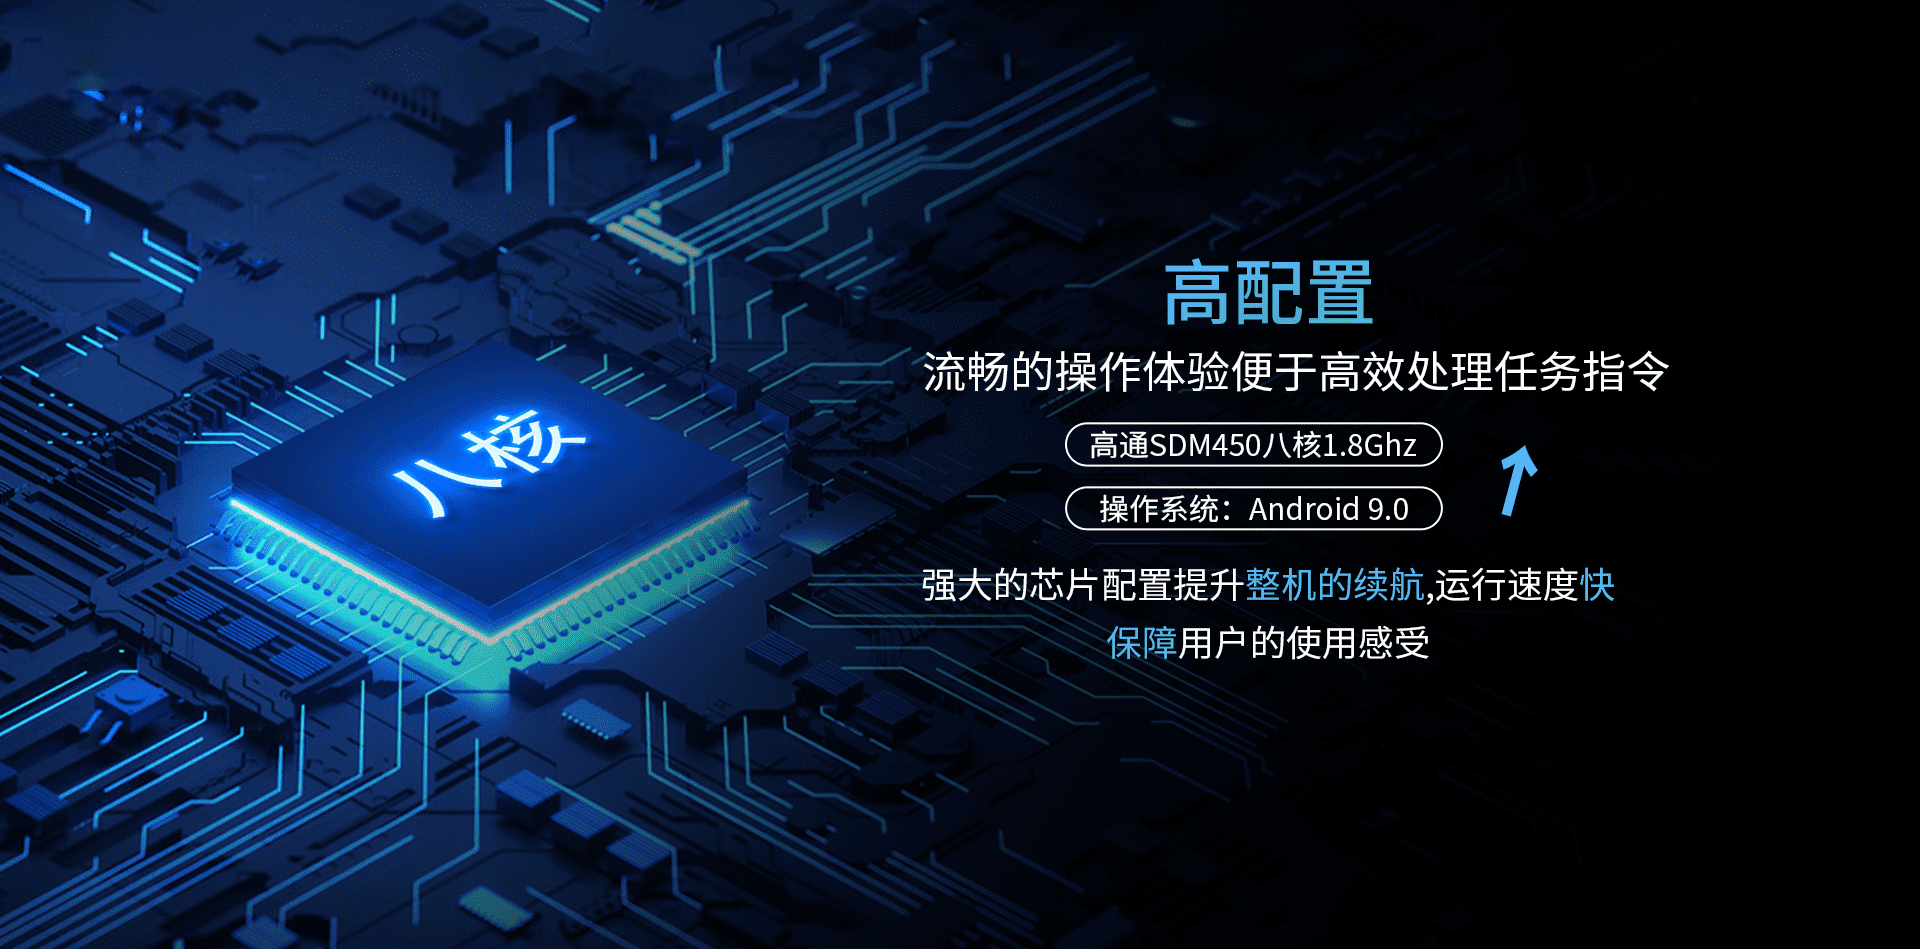 八核
高配置
流畅的操作体验便于高效处理任务指令
高通SDM450八核1.8Ghz
操作系统：Android 9.0
强大的芯片配置提升整机的续航,运行速度快
保障用户的使用感受